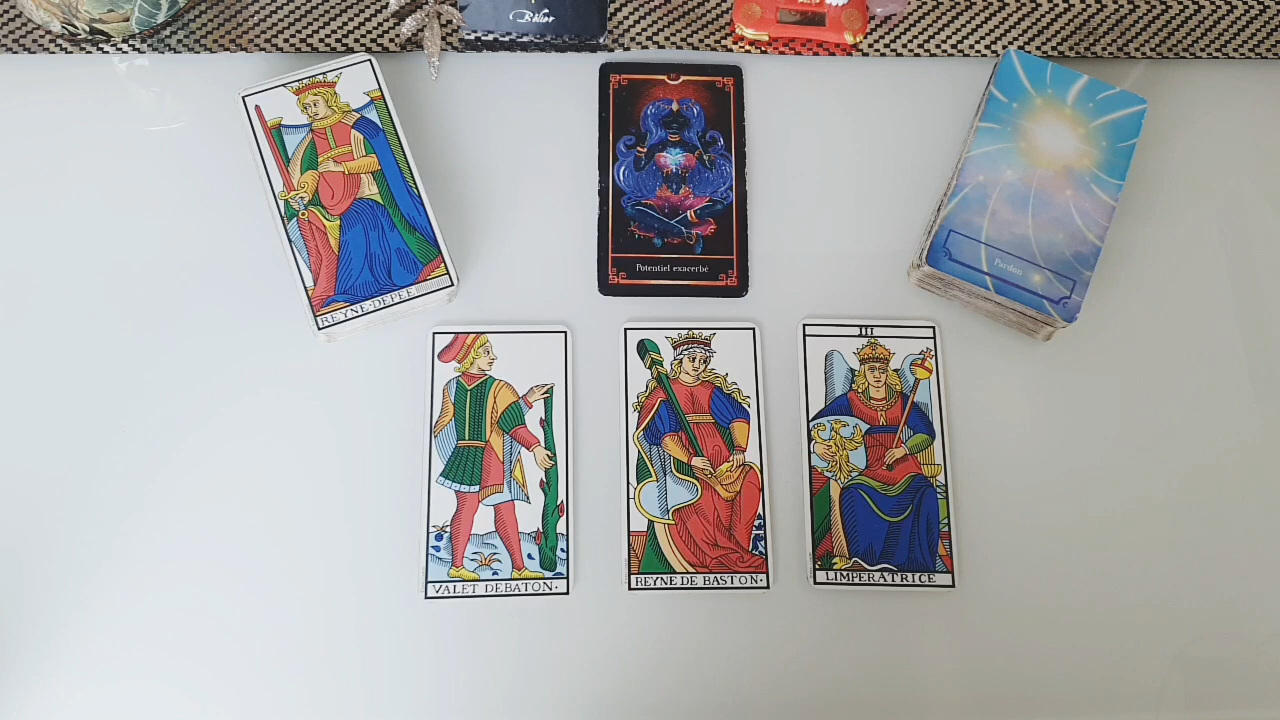 Bélier
REYNE·DEPEE
Potentiel exacerbé
Pardon
VALET DEBATON·
REYNE DE BASTON·
III
LIMPERATRICE